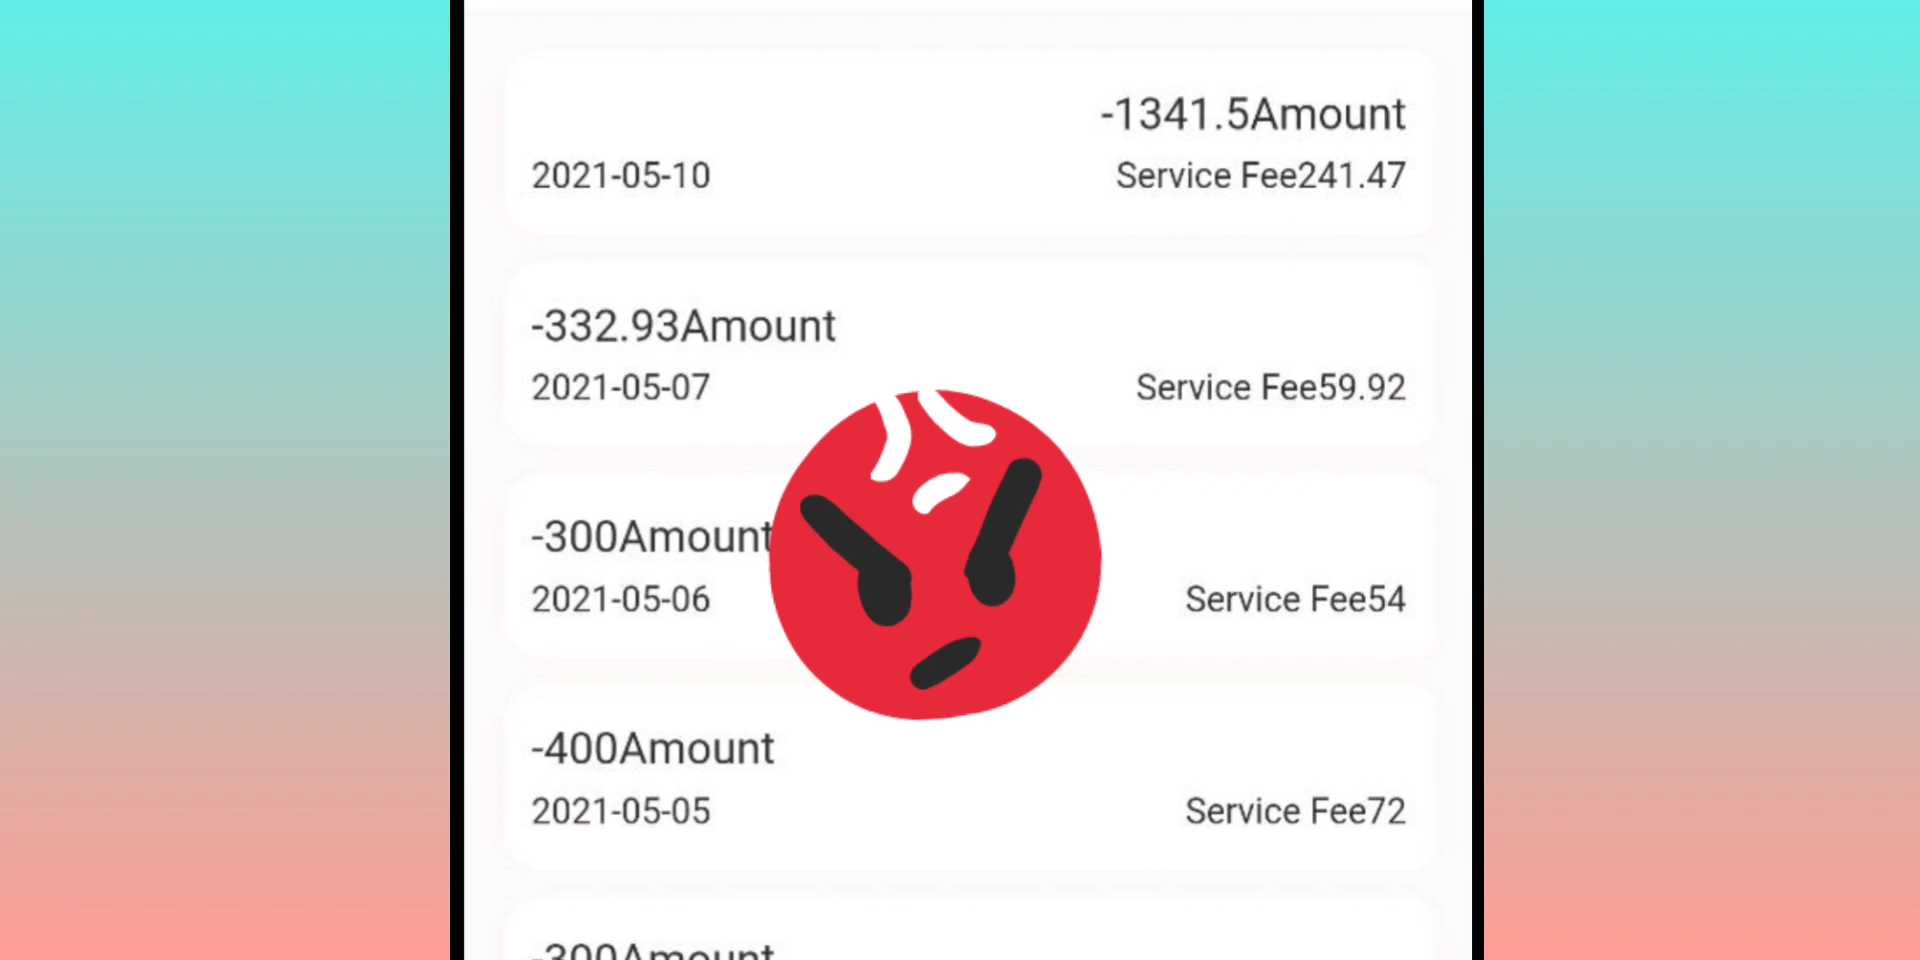 -1341.5Amount
2021-05-10 Service Fee241.47
-332.93Amount
2021-05-07 Service Fee59.92
-300Amount
2021-05-06 Service Fee54
-400Amount
2021-05-05 Service Fee72
-300Amount